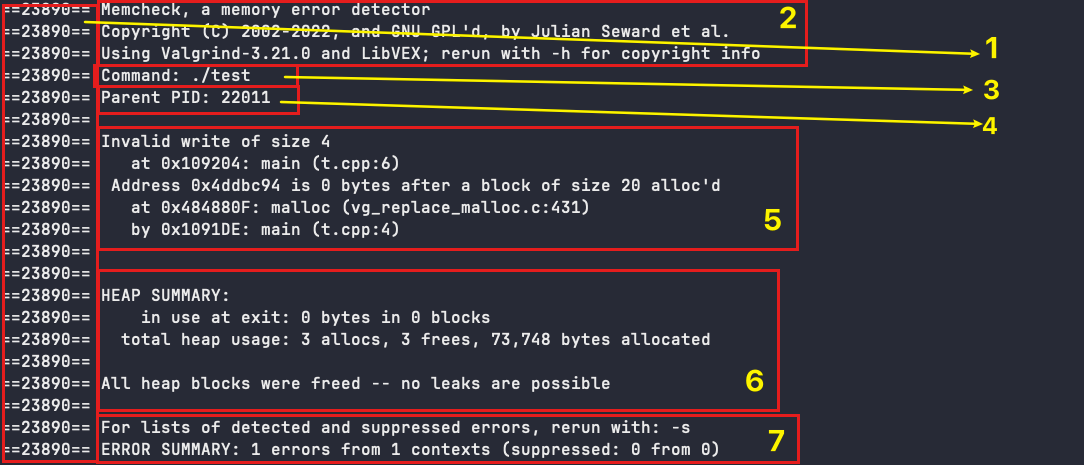 ==23890== Memcheck, a memory error detector 2
==23890== Copyright (C) 2002-2022, and GNU GPL'd, by Julian Seward et al.
==23890== Using Valgrind-3.21.0 and LibVEX; rerun with -h for copyright info 1
==23890== Command: ./test 3
==23890== Parent PID: 22011
==23890== 4
==23890== Invalid write of size 4
==23890==    at 0x109204: main (t.cpp:6)
==23890==  Address 0x4ddbc94 is 0 bytes after a block of size 20 alloc'd
==23890==    at 0x484880F: malloc (vg_replace_malloc.c:431)
==23890==    by 0x1091DE: main (t.cpp:4) 5
==23890==
==23890==
==23890== HEAP SUMMARY:
==23890==     in use at exit: 0 bytes in 0 blocks
==23890==   total heap usage: 3 allocs, 3 frees, 73,748 bytes allocated
==23890==
==23890== All heap blocks were freed -- no leaks are possible 6
==23890==
==23890== For lists of detected and suppressed errors, rerun with: -s
==23890== ERROR SUMMARY: 1 errors from 1 contexts (suppressed: 0 from 0) 7